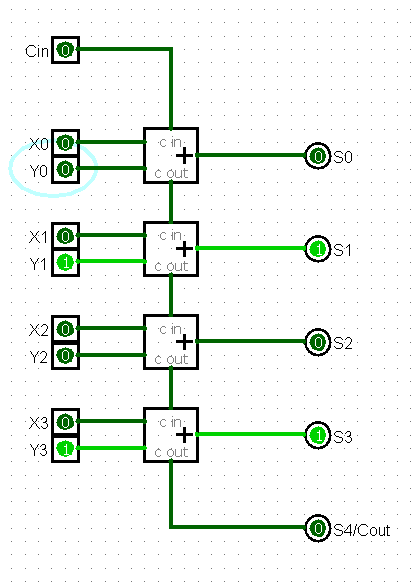 Cin 0
X0 0
c in
0 S0
Y0 0
c out
X1 0
c in
1 S1
Y1 1
c out
X2 0
c in
0 S2
Y2 0
c out
X3 0
c in
1 S3
Y3 1
c out
0 S4/Cout